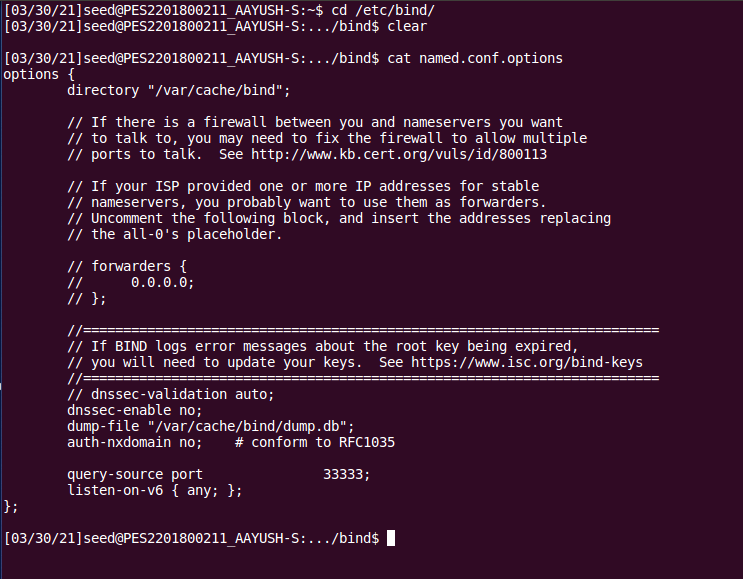 [03/30/21]seed@PES2201800211_AAYUSH-S:~$ cd /etc/bind/
[03/30/21]seed@PES2201800211_AAYUSH-S:.../bind$ clear
[03/30/21]seed@PES2201800211_AAYUSH-S:.../bind$ cat named.conf.options
options {
        directory "/var/cache/bind";

        // If there is a firewall between you and nameservers you want
        // to talk to, you may need to fix the firewall to allow multiple
        // ports to talk.  See http://www.kb.cert.org/vuls/id/800113

        // If your ISP provided one or more IP addresses for stable
        // nameservers, you probably want to use them as forwarders.
        // Uncomment the following block, and insert the addresses replacing
        // the all-0's placeholder.

        // forwarders {
        //      0.0.0.0;
        // };

        //========================================================================
        // If BIND logs error messages about the root key being expired,
        // you will need to update your keys.  See https://www.isc.org/bind-keys
        //========================================================================
        // dnssec-validation auto;
        dnssec-enable no;
        dump-file "/var/cache/bind/dump.db";
        auth-nxdomain no;    # conform to RFC1035

        query-source port               33333;
        listen-on-v6 { any; };
};

[03/30/21]seed@PES2201800211_AAYUSH-S:.../bind$